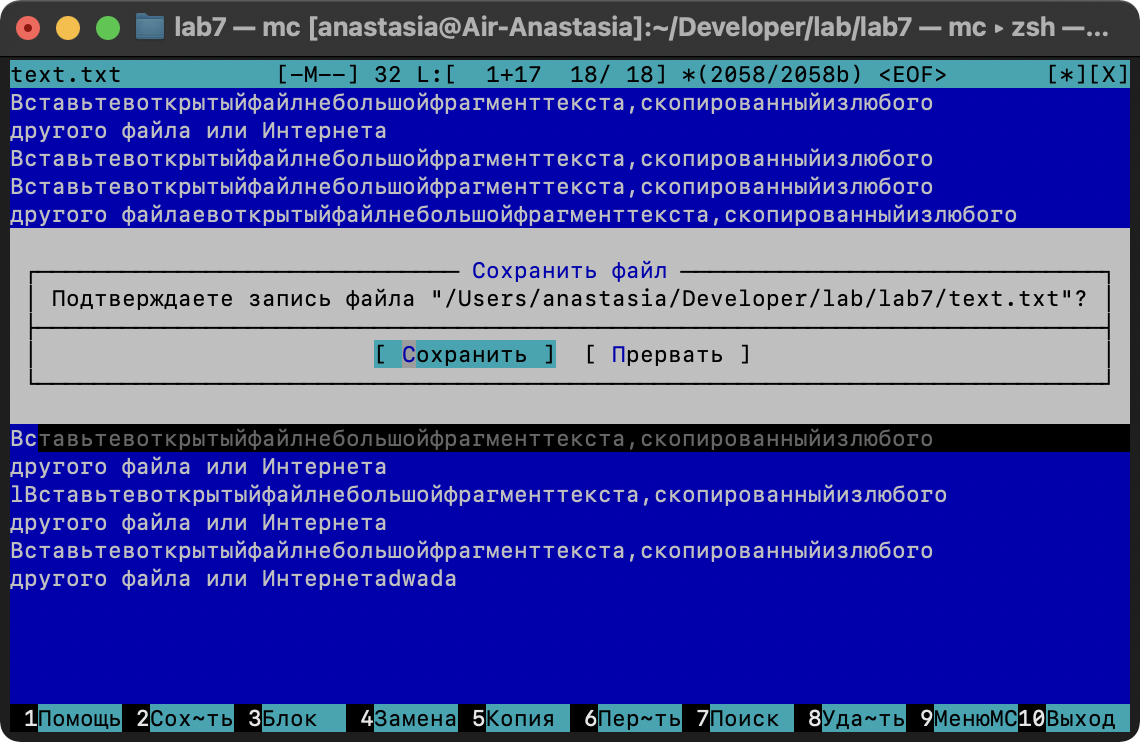 lab7 — mc [anastasia@Air-Anastasia]:~/Developer/lab/lab7 — mc ▸ zsh —...
text.txt [-M--] 32 L:[ 1+17 18/ 18] *(2058/2058b) <EOF> [*][X]
Вставьтевоткрытыйфайлнебольшойфрагменттекста,скопированныйизлюбого
другого файла или Интернета
Вставьтевоткрытыйфайлнебольшойфрагменттекста,скопированныйизлюбого
Вставьтевоткрытыйфайлнебольшойфрагменттекста,скопированныйизлюбого
другого файлаевоткрытыйфайлнебольшойфрагменттекста,скопированныйизлюбого
Сохранить файл
Подтверждаете запись файла "/Users/anastasia/Developer/lab/lab7/text.txt"?
[ Сохранить ] [ Прервать ]
Вставьтевоткрытыйфайлнебольшойфрагменттекста,скопированныйизлюбого
другого файла или Интернета
lВставьтевоткрытыйфайлнебольшойфрагменттекста,скопированныйизлюбого
другого файла или Интернета
Вставьтевоткрытыйфайлнебольшойфрагменттекста,скопированныйизлюбого
другого файла или Интернетаdwada
1Помощь 2Сох~ть 3Блок 4Замена 5Копия 6Пер~ть 7Поиск 8Уда~ть 9МенюMC 10Выход